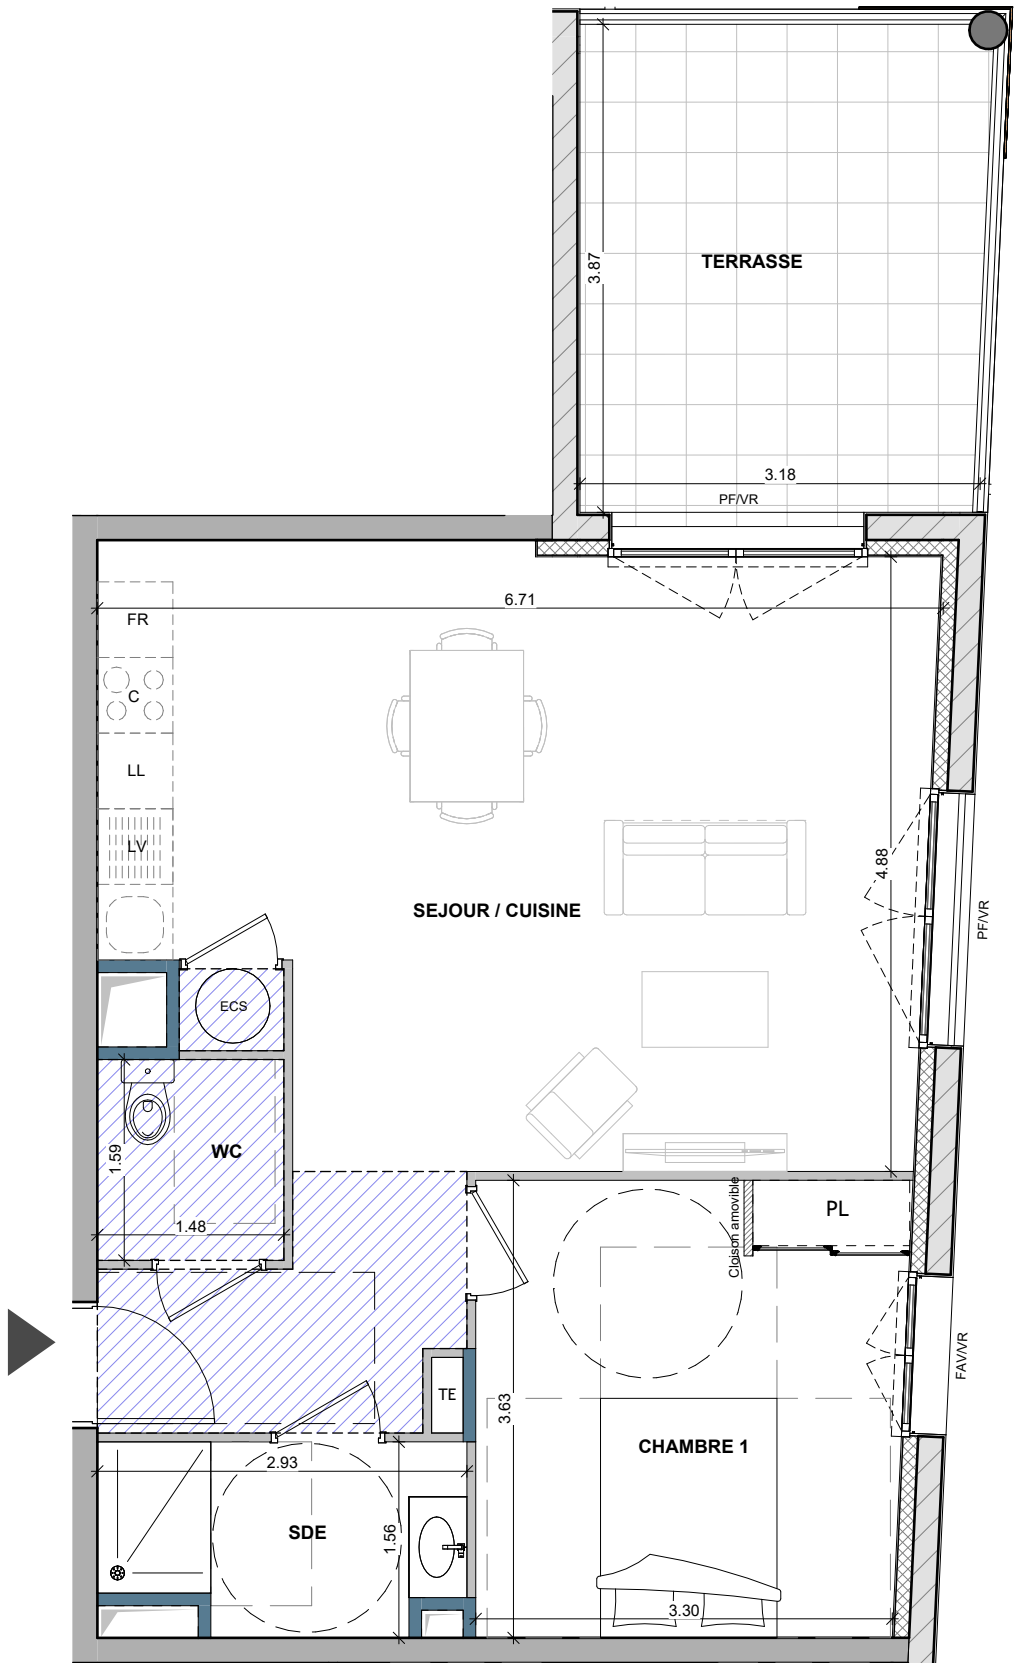 3.87
TERRASSE
3.18
PF/VR
6.71
FR
C
LL
LV
4.88
SEJOUR / CUISINE
PF/VR
ECS
1.59
WC
1.48
Cloison amovible
PL
FAV/VR
TE
3.63
CHAMBRE 1
2.93
SDE
1.56
3.30